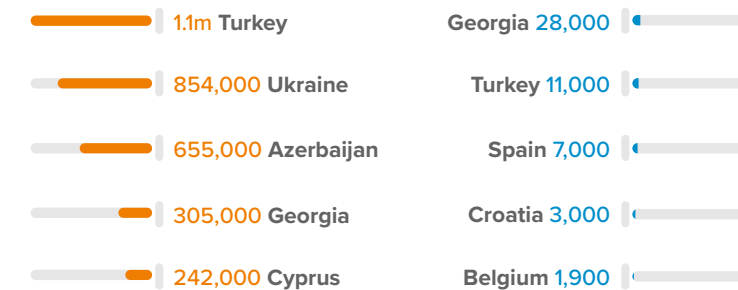 1.1m Turkey
854,000 Ukraine
655,000 Azerbaijan
305,000 Georgia
242,000 Cyprus
Georgia 28,000
Turkey 11,000
Spain 7,000
Croatia 3,000
Belgium 1,900